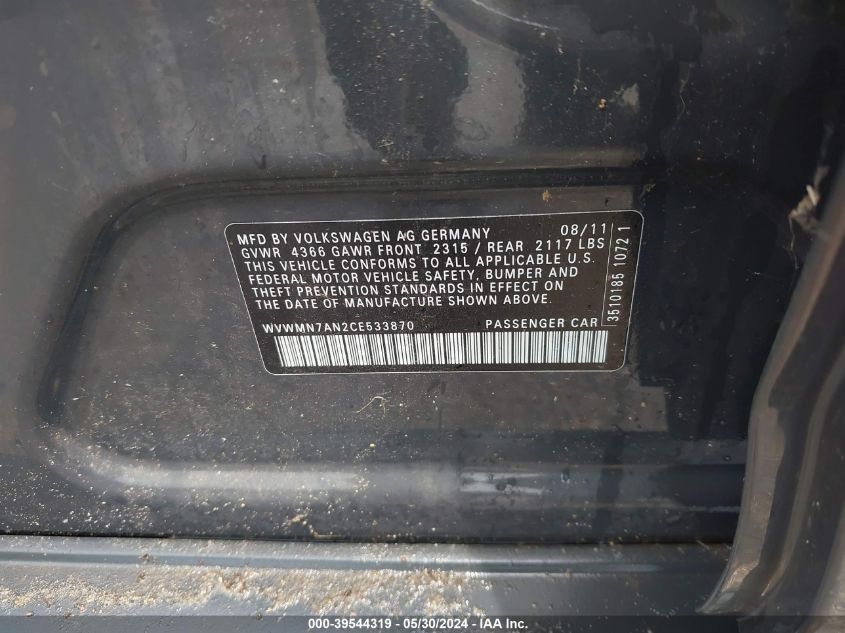 MFD BY VOLKSWAGEN AG GERMANY 08/11
GVWR 4366 GAWR FRONT 2315 / REAR 2117 LBS
THIS VEHICLE CONFORMS TO ALL APPLICABLE U.S.
FEDERAL MOTOR VEHICLE SAFETY, BUMPER AND
THEFT PREVENTION STANDARDS IN EFFECT ON
THE DATE OF MANUFACTURE SHOWN ABOVE.
WVWMN7AN2CE533870 PASSENGER CAR
3510185 10721
000-39544319 / 05/30/2024 - IAA Inc.